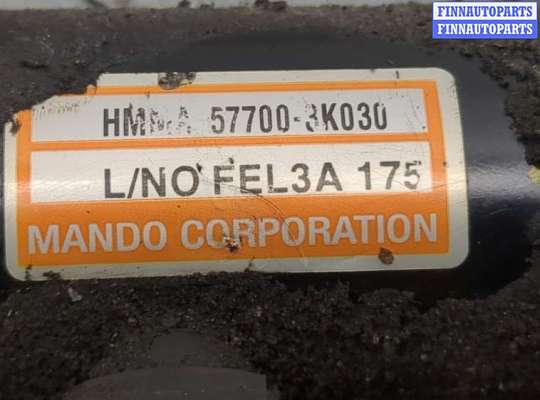 FINNAUTOPARTS
FINNAUTOPARTS
HMMA 57700-3K030
L/NO FEL3A 175
MANDO CORPORATION